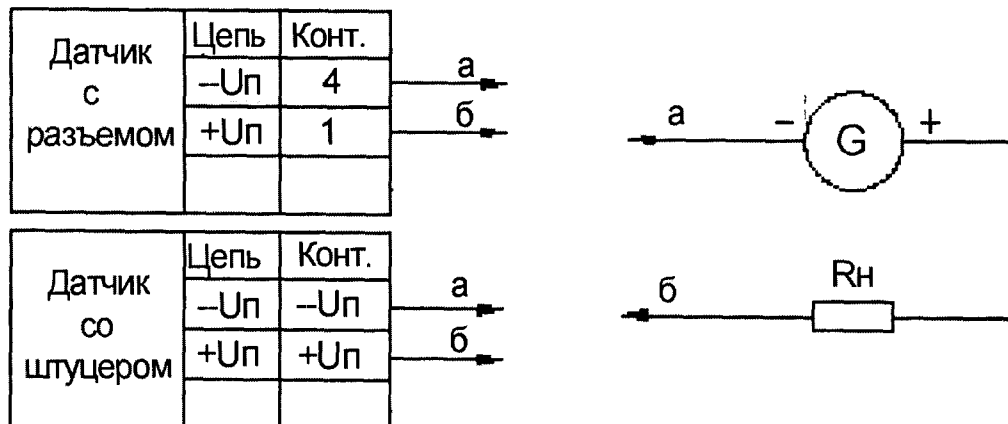 Датчик
с
разъемом
Цепь Конт.
–Uп 4
+Uп 1
а
б
Датчик
со
штуцером
Цепь Конт.
–Uп –Uп
+Uп +Uп
а
б
а – G +
б Rн